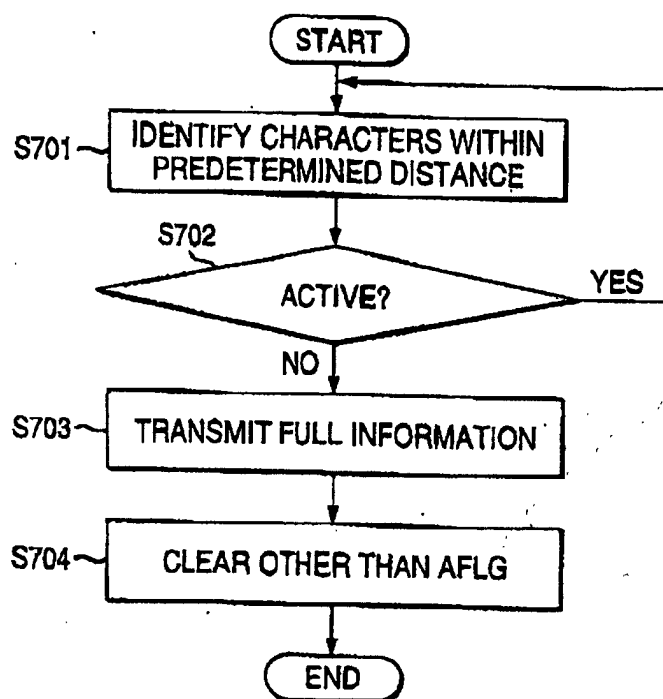 START
S701
IDENTIFY CHARACTERS WITHIN
PREDETERMINED DISTANCE
S702
ACTIVE?
YES
NO
S703
TRANSMIT FULL INFORMATION
S704
CLEAR OTHER THAN AFLG
END